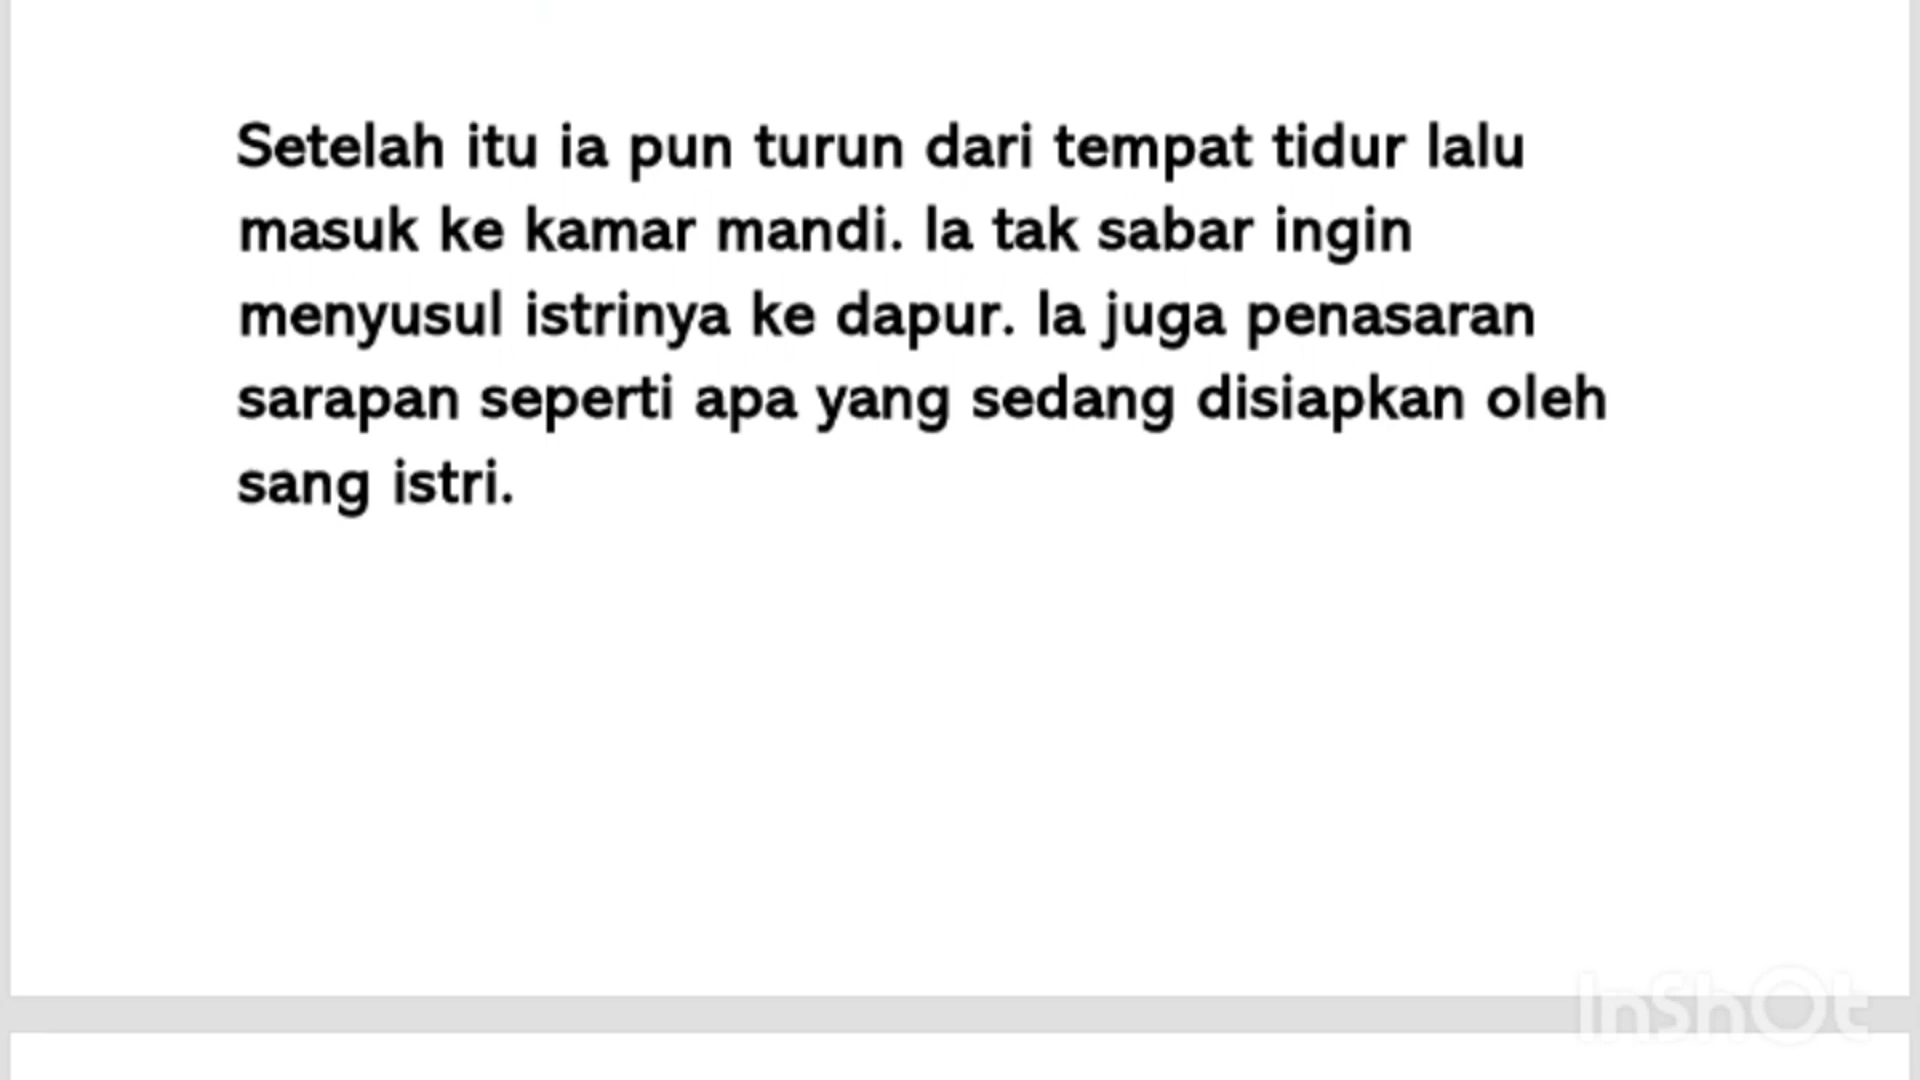 Setelah itu ia pun turun dari tempat tidur lalu
masuk ke kamar mandi. Ia tak sabar ingin
menyusul istrinya ke dapur. Ia juga penasaran
sarapan seperti apa yang sedang disiapkan oleh
sang istri.
InShOt